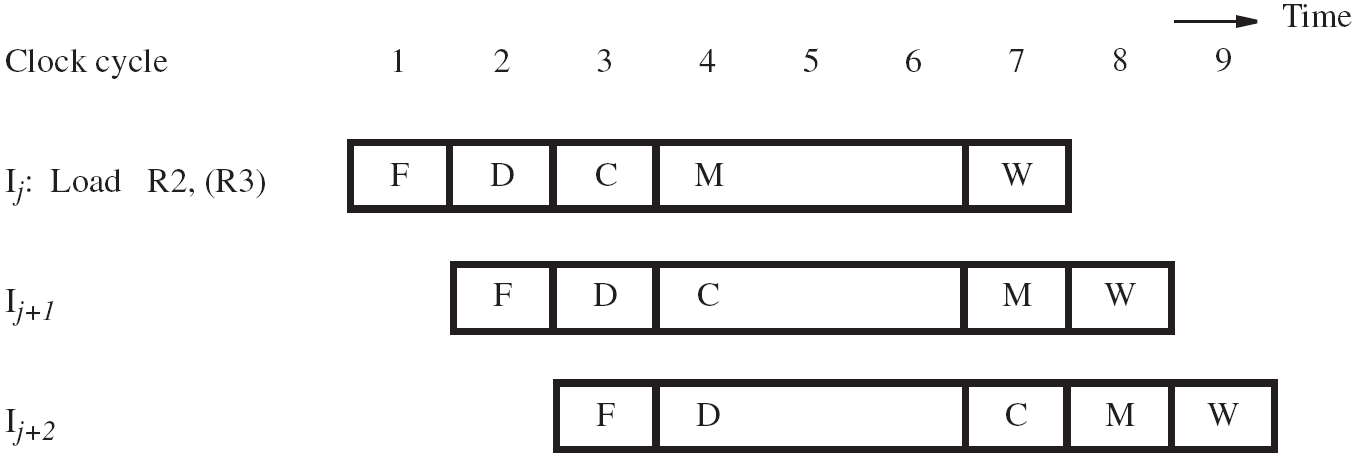 Time
Clock cycle 1 2 3 4 5 6 7 8 9
Ij: Load R2, (R3) F D C M W
Ij+1 F D C M W
Ij+2 F D C M W